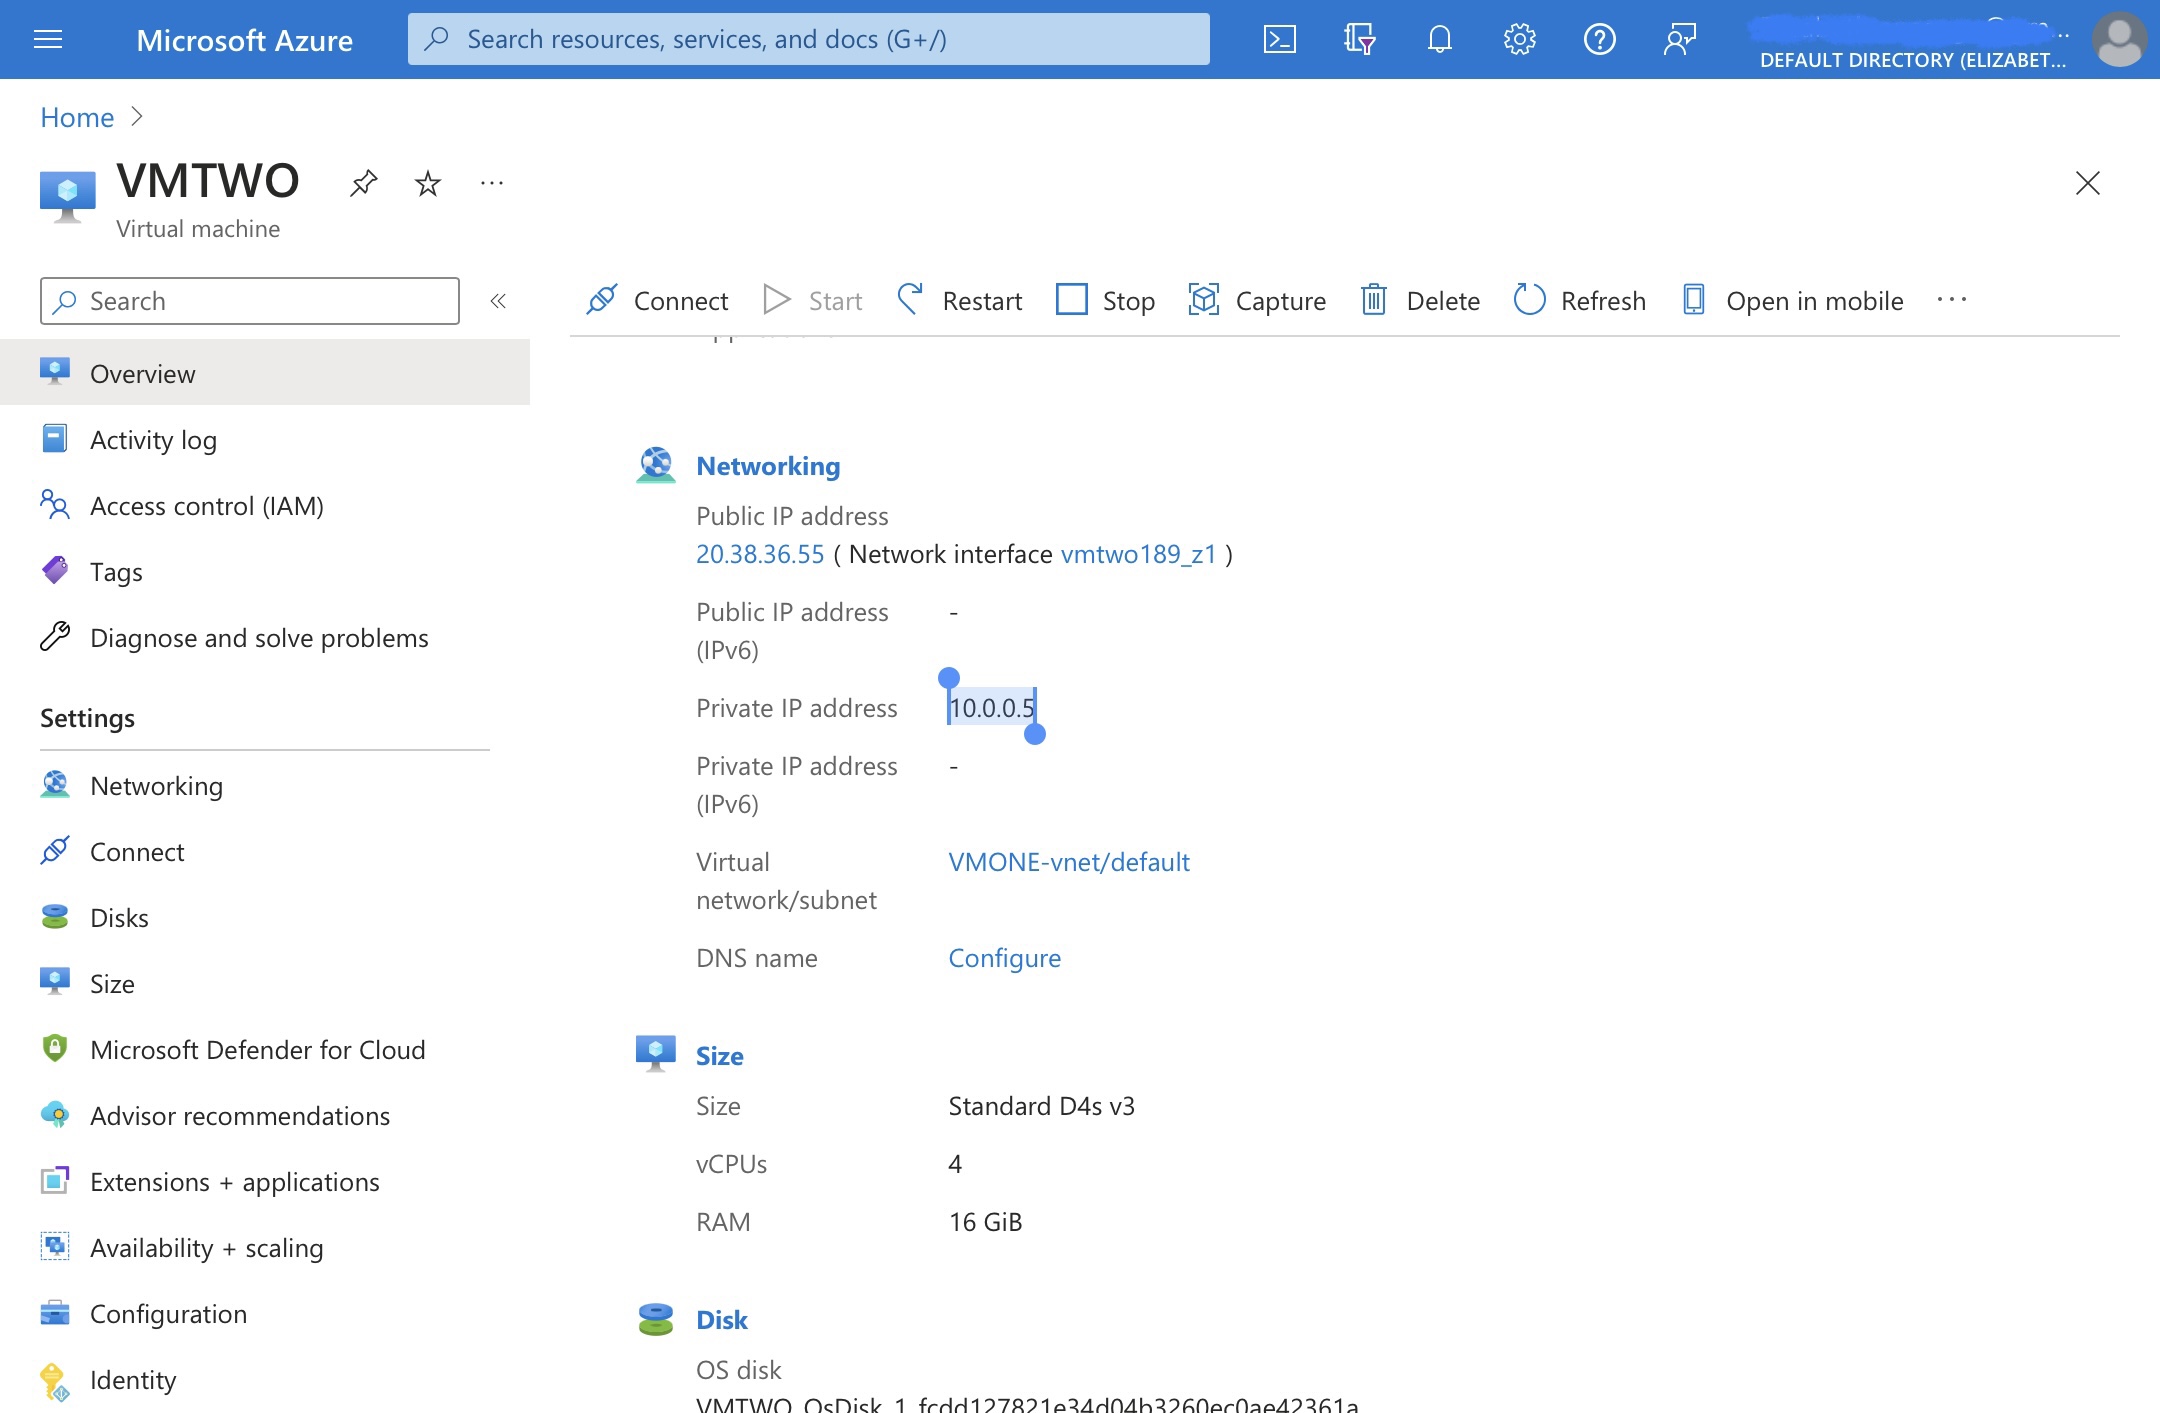 Microsoft Azure
Search resources, services, and docs (G+/)
DEFAULT DIRECTORY (ELIZABET...
Home
VMTWO
Virtual machine
Search
Connect
Start
Restart
Stop
Capture
Delete
Refresh
Open in mobile
Overview
Activity log
Access control (IAM)
Tags
Diagnose and solve problems
Settings
Networking
Connect
Disks
Size
Microsoft Defender for Cloud
Advisor recommendations
Extensions + applications
Availability + scaling
Configuration
Identity
Networking
Public IP address
20.38.36.55 ( Network interface vmtwo189_z1 )
Public IP address -
(IPv6)
Private IP address 10.0.0.5
Private IP address -
(IPv6)
Virtual VMONE-vnet/default
network/subnet
DNS name Configure
Size
Size Standard D4s v3
vCPUs 4
RAM 16 GiB
Disk
OS disk
VMTWO_OsDisk_1_fcdd127821e34d04b3260ec0ae42361a